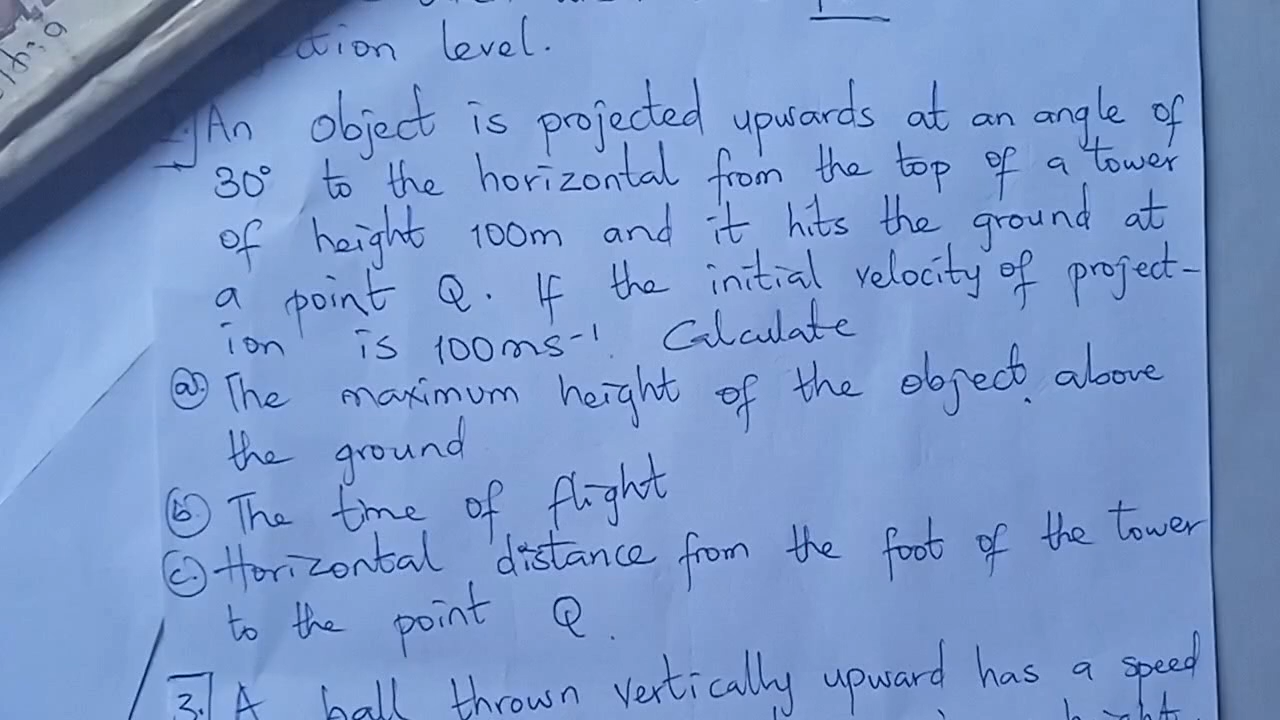 level.
An object is projected upwards at an angle of
30° to the horizontal from the top of a tower
of height 100m and it hits the ground at
a point Q. If the initial velocity of project-
ion is 100ms⁻¹. Calculate
(a.) The maximum height of the object above
the ground
(b.) The time of flight
(c.) Horizontal distance from the foot of the tower
to the point Q.
3.] A ball thrown vertically upward has a speed